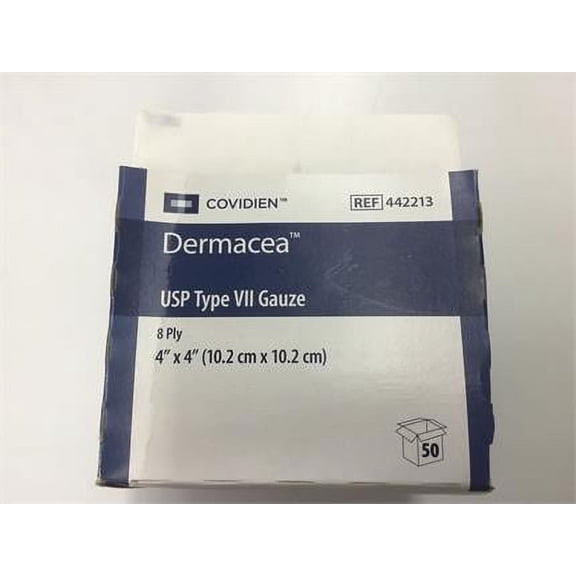 COVIDIEN™ REF 442213
Dermacea™
USP Type VII Gauze
8 Ply
4” x 4” (10.2 cm x 10.2 cm)
50